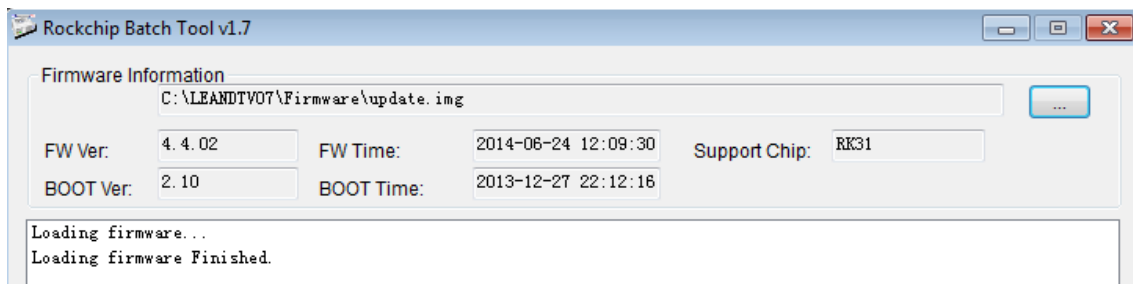 Rockchip Batch Tool v1.7
Firmware Information
C:\LEANDTV07\Firmware\update.img
...
FW Ver: 4.4.02 FW Time: 2014-06-24 12:09:30 Support Chip: RK31
BOOT Ver: 2.10 BOOT Time: 2013-12-27 22:12:16
Loading firmware...
Loading firmware Finished.